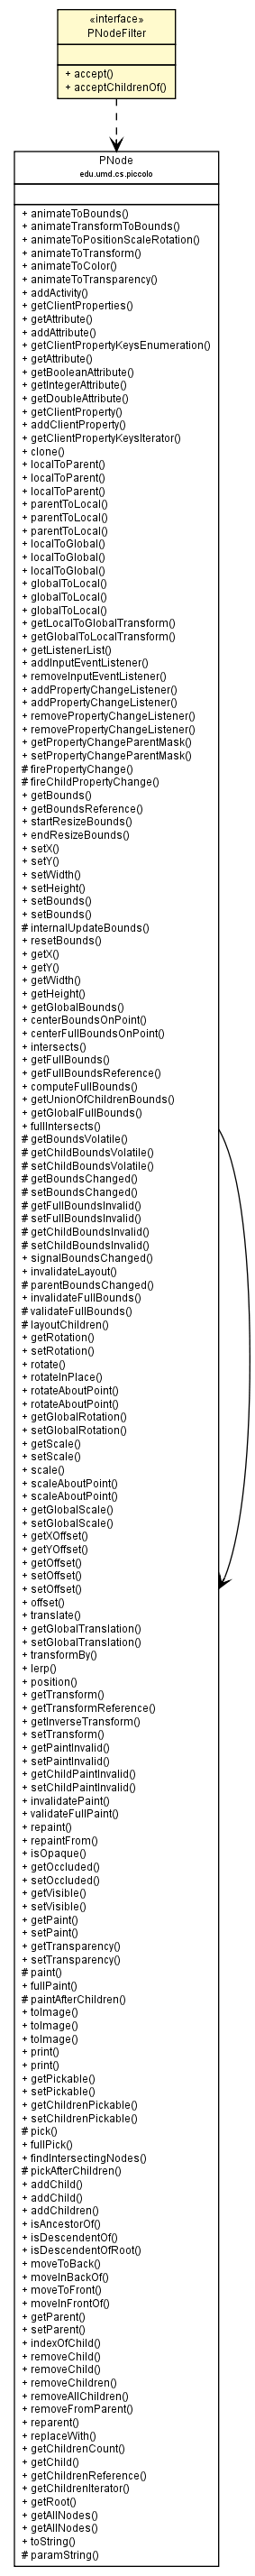 «interface»
PNodeFilter
+ accept()
+ acceptChildrenOf()
PNode
edu.umd.cs.piccolo
+ animateToBounds()
+ animateTransformToBounds()
+ animateToPositionScaleRotation()
+ animateToTransform()
+ animateToColor()
+ animateToTransparency()
+ addActivity()
+ getClientProperties()
+ getAttribute()
+ addAttribute()
+ getClientPropertyKeysEnumeration()
+ getAttribute()
+ getBooleanAttribute()
+ getIntegerAttribute()
+ getDoubleAttribute()
+ getClientProperty()
+ addClientProperty()
+ getClientPropertyKeysIterator()
+ clone()
+ localToParent()
+ localToParent()
+ localToParent()
+ parentToLocal()
+ parentToLocal()
+ parentToLocal()
+ localToGlobal()
+ localToGlobal()
+ localToGlobal()
+ globalToLocal()
+ globalToLocal()
+ globalToLocal()
+ getLocalToGlobalTransform()
+ getGlobalToLocalTransform()
+ getListenerList()
+ addInputEventListener()
+ removeInputEventListener()
+ addPropertyChangeListener()
+ addPropertyChangeListener()
+ removePropertyChangeListener()
+ removePropertyChangeListener()
+ getPropertyChangeParentMask()
+ setPropertyChangeParentMask()
# firePropertyChange()
# fireChildPropertyChange()
+ getBounds()
+ getBoundsReference()
+ startResizeBounds()
+ endResizeBounds()
+ setX()
+ setY()
+ setWidth()
+ setHeight()
+ setBounds()
+ setBounds()
# internalUpdateBounds()
+ resetBounds()
+ getX()
+ getY()
+ getWidth()
+ getHeight()
+ getGlobalBounds()
+ centerBoundsOnPoint()
+ centerFullBoundsOnPoint()
+ intersects()
+ getFullBounds()
+ getFullBoundsReference()
+ computeFullBounds()
+ getUnionOfChildrenBounds()
+ getGlobalFullBounds()
+ fullIntersects()
# getBoundsVolatile()
# getChildBoundsVolatile()
# setChildBoundsVolatile()
# getBoundsChanged()
# setBoundsChanged()
# getFullBoundsInvalid()
# setFullBoundsInvalid()
# getChildBoundsInvalid()
# setChildBoundsInvalid()
+ signalBoundsChanged()
+ invalidateLayout()
# parentBoundsChanged()
+ invalidateFullBounds()
# validateFullBounds()
# layoutChildren()
+ getRotation()
+ setRotation()
+ rotate()
+ rotateInPlace()
+ rotateAboutPoint()
+ rotateAboutPoint()
+ getGlobalRotation()
+ setGlobalRotation()
+ getScale()
+ setScale()
+ scale()
+ scaleAboutPoint()
+ scaleAboutPoint()
+ getGlobalScale()
+ setGlobalScale()
+ getXOffset()
+ getYOffset()
+ getOffset()
+ setOffset()
+ setOffset()
+ offset()
+ translate()
+ getGlobalTranslation()
+ setGlobalTranslation()
+ transformBy()
+ lerp()
+ position()
+ getTransform()
+ getTransformReference()
+ getInverseTransform()
+ setTransform()
+ getPaintInvalid()
+ setPaintInvalid()
+ getChildPaintInvalid()
+ setChildPaintInvalid()
+ invalidatePaint()
+ validateFullPaint()
+ repaint()
+ repaintFrom()
+ isOpaque()
+ getOccluded()
+ setOccluded()
+ getVisible()
+ setVisible()
+ getPaint()
+ setPaint()
+ getTransparency()
+ setTransparency()
# paint()
+ fullPaint()
# paintAfterChildren()
+ toImage()
+ toImage()
+ toImage()
+ print()
+ print()
+ getPickable()
+ setPickable()
+ getChildrenPickable()
+ setChildrenPickable()
# pick()
+ fullPick()
+ findIntersectingNodes()
# pickAfterChildren()
+ addChild()
+ addChild()
+ addChildren()
+ isAncestorOf()
+ isDescendentOf()
+ isDescendentOfRoot()
+ moveToBack()
+ moveInBackOf()
+ moveToFront()
+ moveInFrontOf()
+ getParent()
+ setParent()
+ indexOfChild()
+ removeChild()
+ removeChild()
+ removeChildren()
+ removeAllChildren()
+ removeFromParent()
+ reparent()
+ replaceWith()
+ getChildrenCount()
+ getChild()
+ getChildrenReference()
+ getChildrenIterator()
+ getRoot()
+ getAllNodes()
+ getAllNodes()
+ toString()
# paramString()